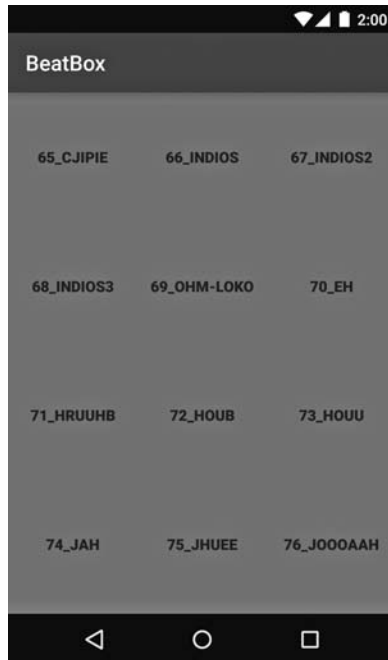 2:00
BeatBox
65_CJIPIE 66_INDIOS 67_INDIOS2
68_INDIOS3 69_OHM-LOKO 70_EH
71_HRUUHB 72_HOUB 73_HOUU
74_JAH 75_JHUEE 76_JOOOAAH